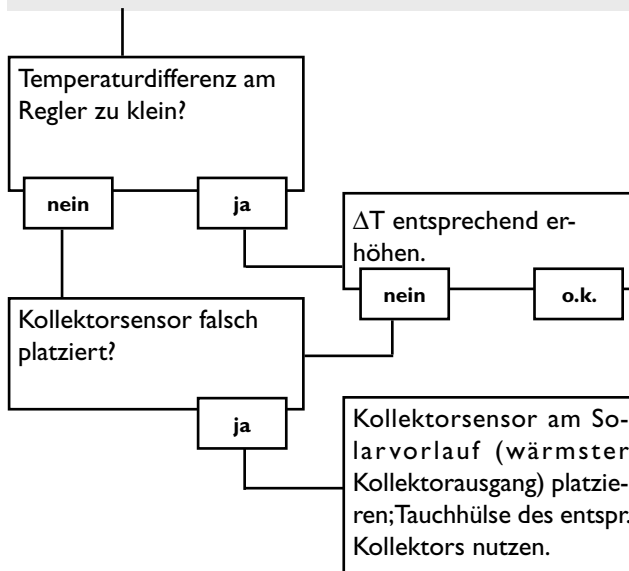 Temperaturdifferenz am
Regler zu klein?
nein
ja
∆T entsprechend er-
höhen.
nein
o.k.
Kollektorsensor falsch
platziert?
ja
Kollektorsensor am So-
larvorlauf (wärmster
Kollektorausgang) platzie-
ren;Tauchhülse des entspr.
Kollektors nutzen.